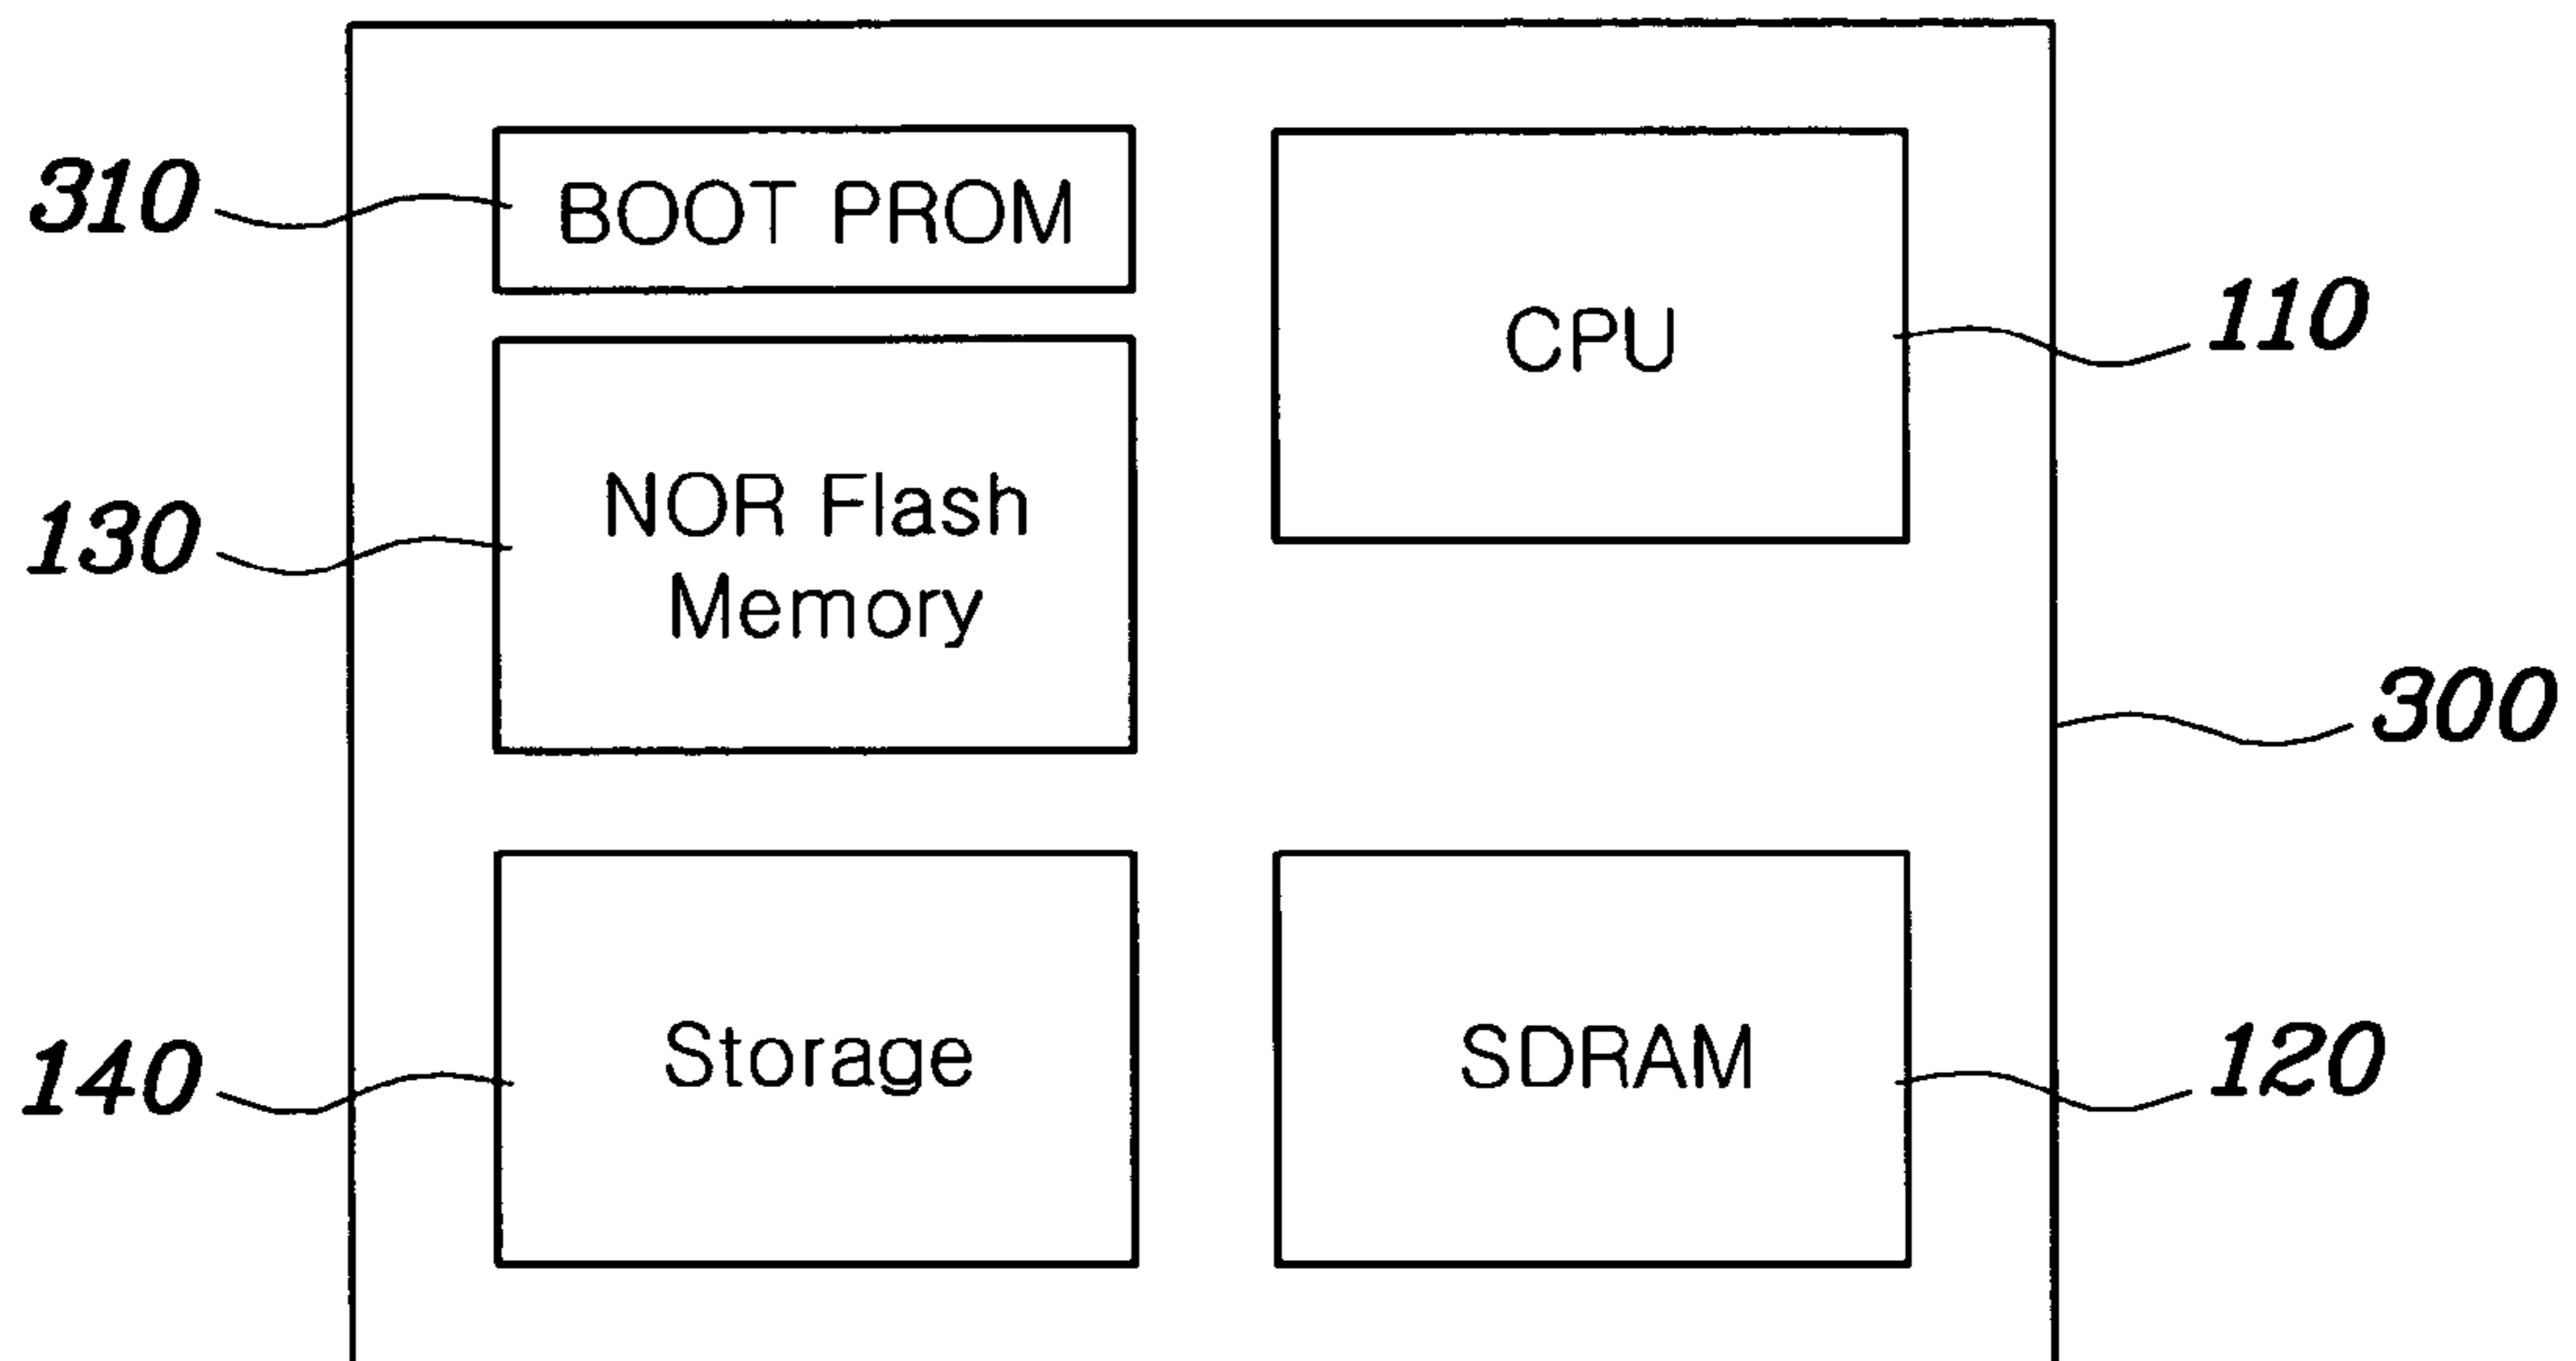 310
BOOT PROM
CPU
110
130
NOR Flash
Memory
300
140
Storage
SDRAM
120